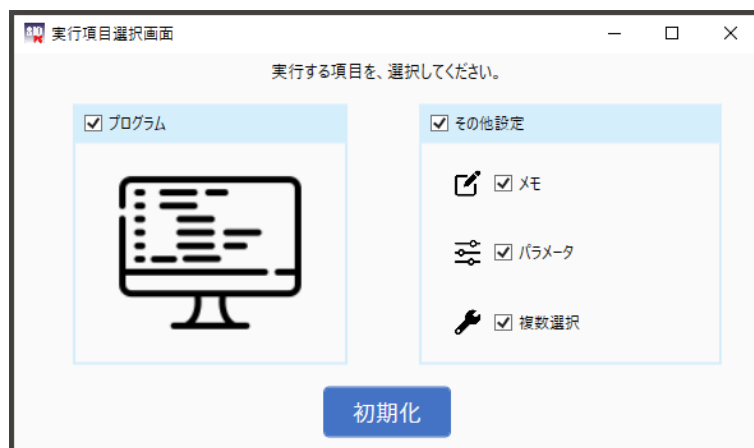 実行項目選択画面
実行する項目を、選択してください。
プログラム
その他設定
メモ
パラメータ
複数選択
初期化